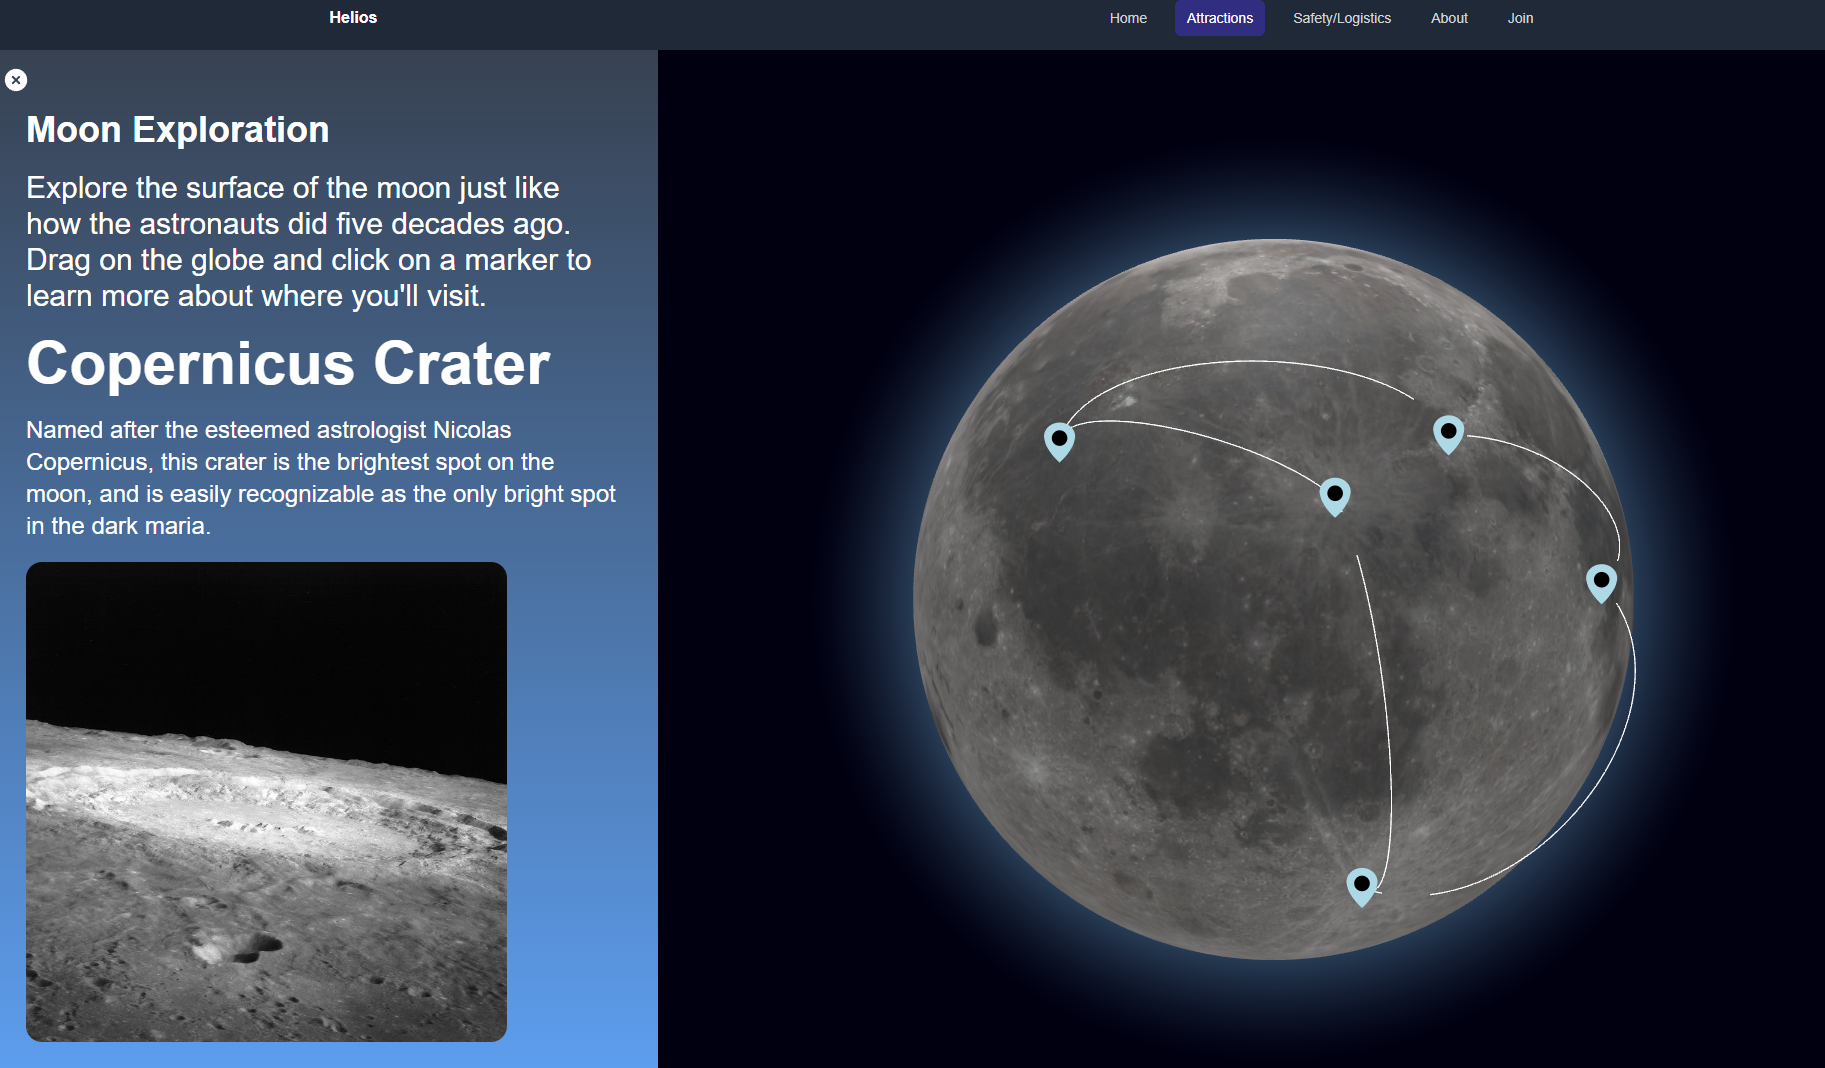 Helios
Home
Attractions
Safety/Logistics
About
Join
Moon Exploration
Explore the surface of the moon just like
how the astronauts did five decades ago.
Drag on the globe and click on a marker to
learn more about where you'll visit.
Copernicus Crater
Named after the esteemed astrologist Nicolas
Copernicus, this crater is the brightest spot on the
moon, and is easily recognizable as the only bright spot
in the dark maria.